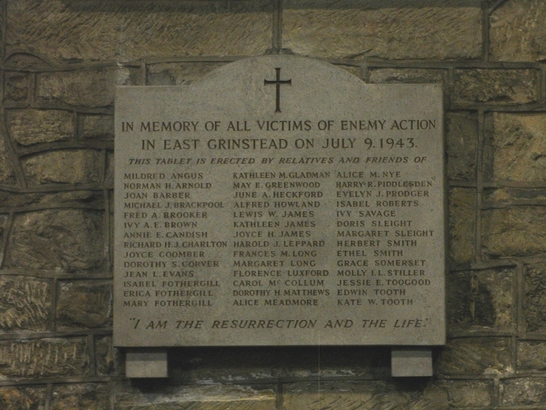 IN MEMORY OF ALL VICTIMS OF ENEMY ACTION
IN EAST GRINSTEAD ON JULY 9. 1943.
THIS TABLET IS ERECTED BY RELATIVES AND FRIENDS OF
MILDRED ANGUS KATHLEEN M. GLADMAN ALICE M. NYE
NORMAN H. ARNOLD MAY E. GREENWOOD HARRY R. PIDDLESDEN
JOAN BARBER JUNE A. HECKFORD EVELYN J. PRODGER
MICHAEL J. BRACKPOOL ALFRED HOWLAND ISABEL ROBERTS
FRED A. BROOKER LEWIS W. JAMES IVY SAVAGE
IVY A. E. BROWN KATHLEEN JAMES DORIS SLEIGHT
ANNIE E. CANDISH JOYCE H. JAMES MARGARET SLEIGHT
RICHARD H. J. CHARLTON HAROLD J. LEPPARD HERBERT SMITH
JOYCE COOMBER FRANCES M. LONG ETHEL SMITH
DOROTHY S. CORVER MARGARET LONG GRACE SOMERSET
JEAN L. EVANS FLORENCE LUXFORD MOLLY I. L. STILLER
ISABEL FOTHERGILL CAROL Mc COLLUM JESSIE E. TOOGOOD
ERICA FOTHERGILL DOROTHY H. MATTHEWS EDWIN TOOTH
MARY FOTHERGILL ALICE MEADMORE KATE W. TOOTH
"I AM THE RESURRECTION AND THE LIFE."